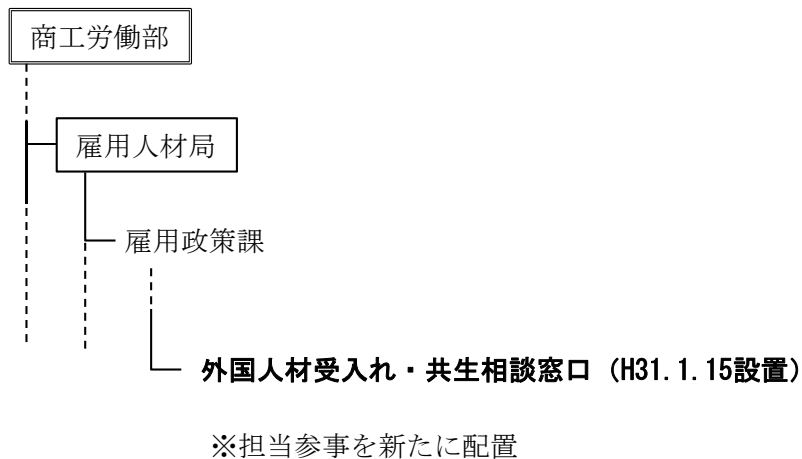 商工労働部
雇用人材局
雇用政策課
外国人材受入れ・共生相談窓口（H31.1.15設置）
※担当参事を新たに配置